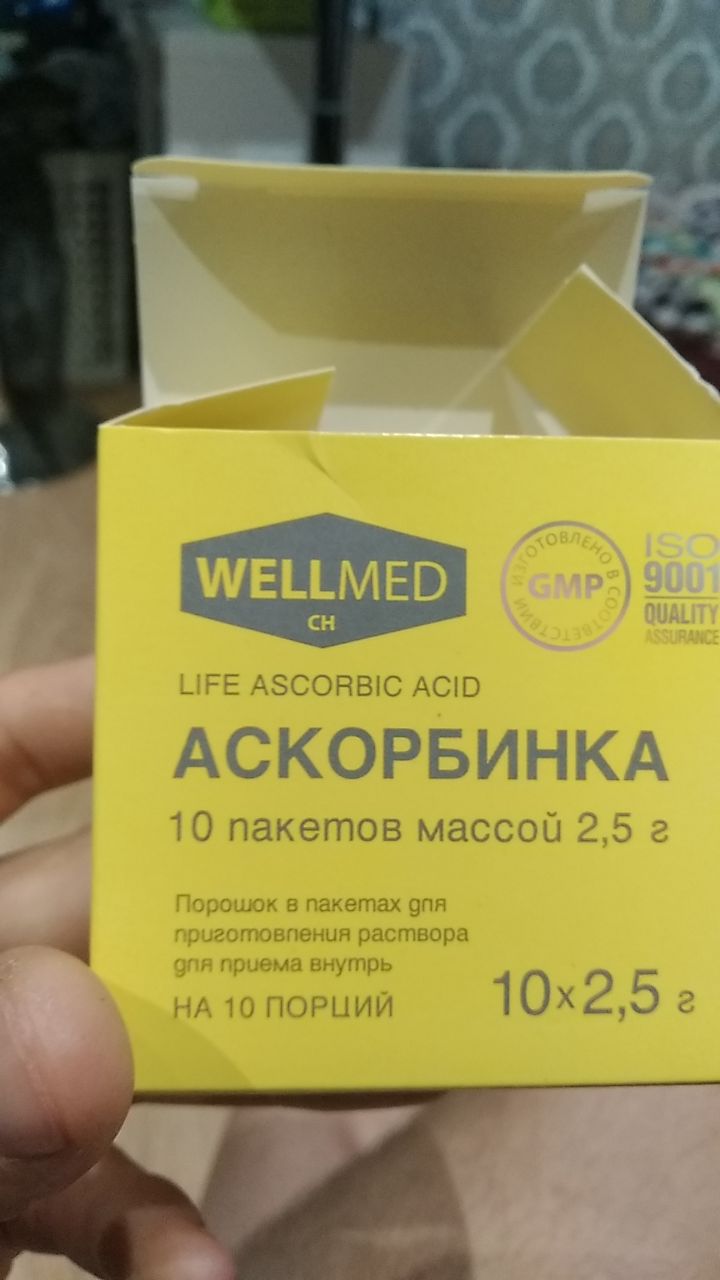 WELLMED
CH
ИЗГОТОВЛЕНО В СООТВЕТСТВИИ
GMP
ISO
9001
QUALITY
ASSURANCE
LIFE ASCORBIC ACID
АСКОРБИНКА
10 пакетов массой 2,5 г
Порошок в пакетах для
приготовления раствора
для приема внутрь
НА 10 ПОРЦИЙ
10x2,5 г